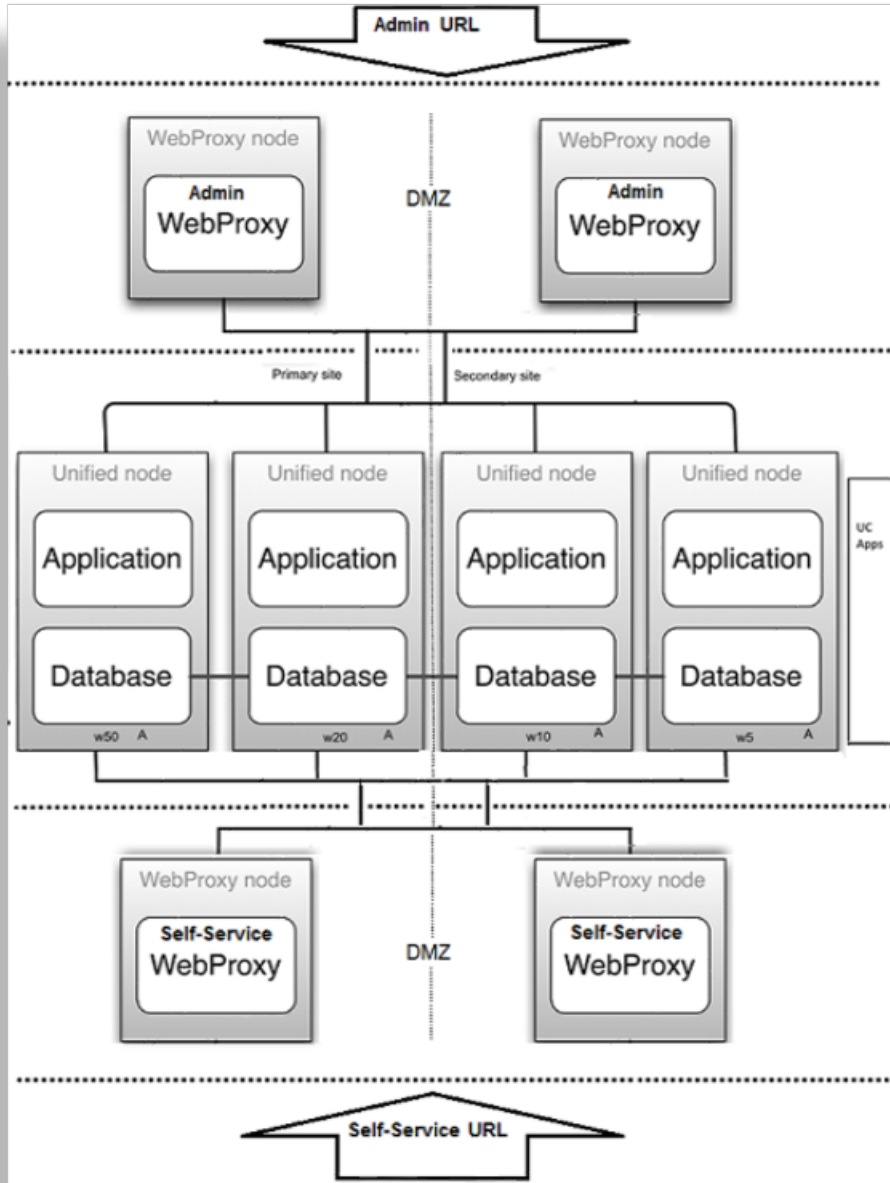 Admin URL
WebProxy node
Admin
WebProxy
DMZ
WebProxy node
Admin
WebProxy
Primary site
Secondary site
Unified node
Application
Database
w50 A
Unified node
Application
Database
w20 A
Unified node
Application
Database
w10 A
Unified node
Application
Database
w5 A
UC
Apps
WebProxy node
Self-Service
WebProxy
DMZ
WebProxy node
Self-Service
WebProxy
Self-Service URL